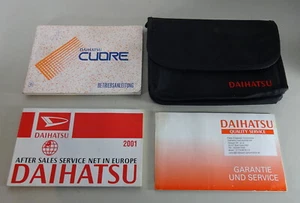 DAIHATSU
CUORE
BETRIEBSANLEITUNG
DAIHATSU
DAIHATSU
2001
AFTER SALES SERVICE NET IN EUROPE
DAIHATSU
DAIHATSU
QUALITY SERVICE
GARANTIE
UND SERVICE